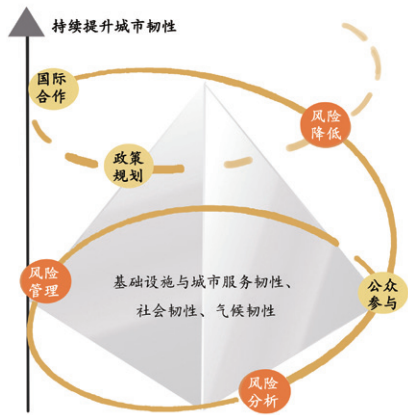 持续提升城市韧性
国际
合作
风险
降低
政策
规划
风险
管理
基础设施与城市服务韧性、
社会韧性、气候韧性
公众
参与
风险
分析